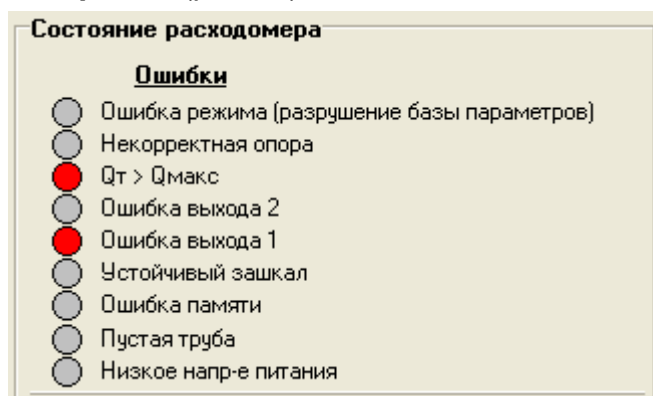 Состояние расходомера
Ошибки
Ошибка режима (разрушение базы параметров)
Некорректная опора
Qт > Qмакс
Ошибка выхода 2
Ошибка выхода 1
Устойчивый зашкал
Ошибка памяти
Пустая труба
Низкое напр-е питания